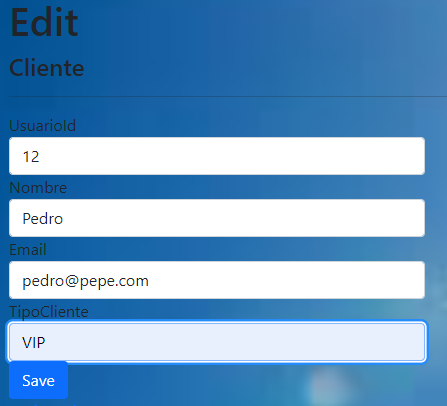 Edit
Cliente
UsuarioId
12
Nombre
Pedro
Email
pedro@pepe.com
TipoCliente
VIP
Save